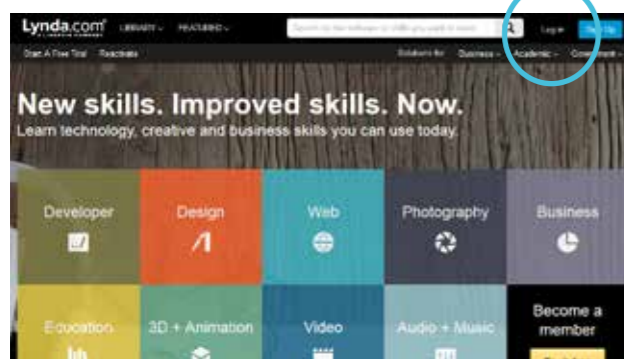 Lynda.com LIBRARY FEATURED Log in Sign Up
Start A Free Trial Reactivate Solutions for: Business Academic Government
New skills. Improved skills. Now.
Learn technology, creative and business skills you can use today.
Developer Design Web Photography Business
Education 3D + Animation Video Audio + Music Become a member